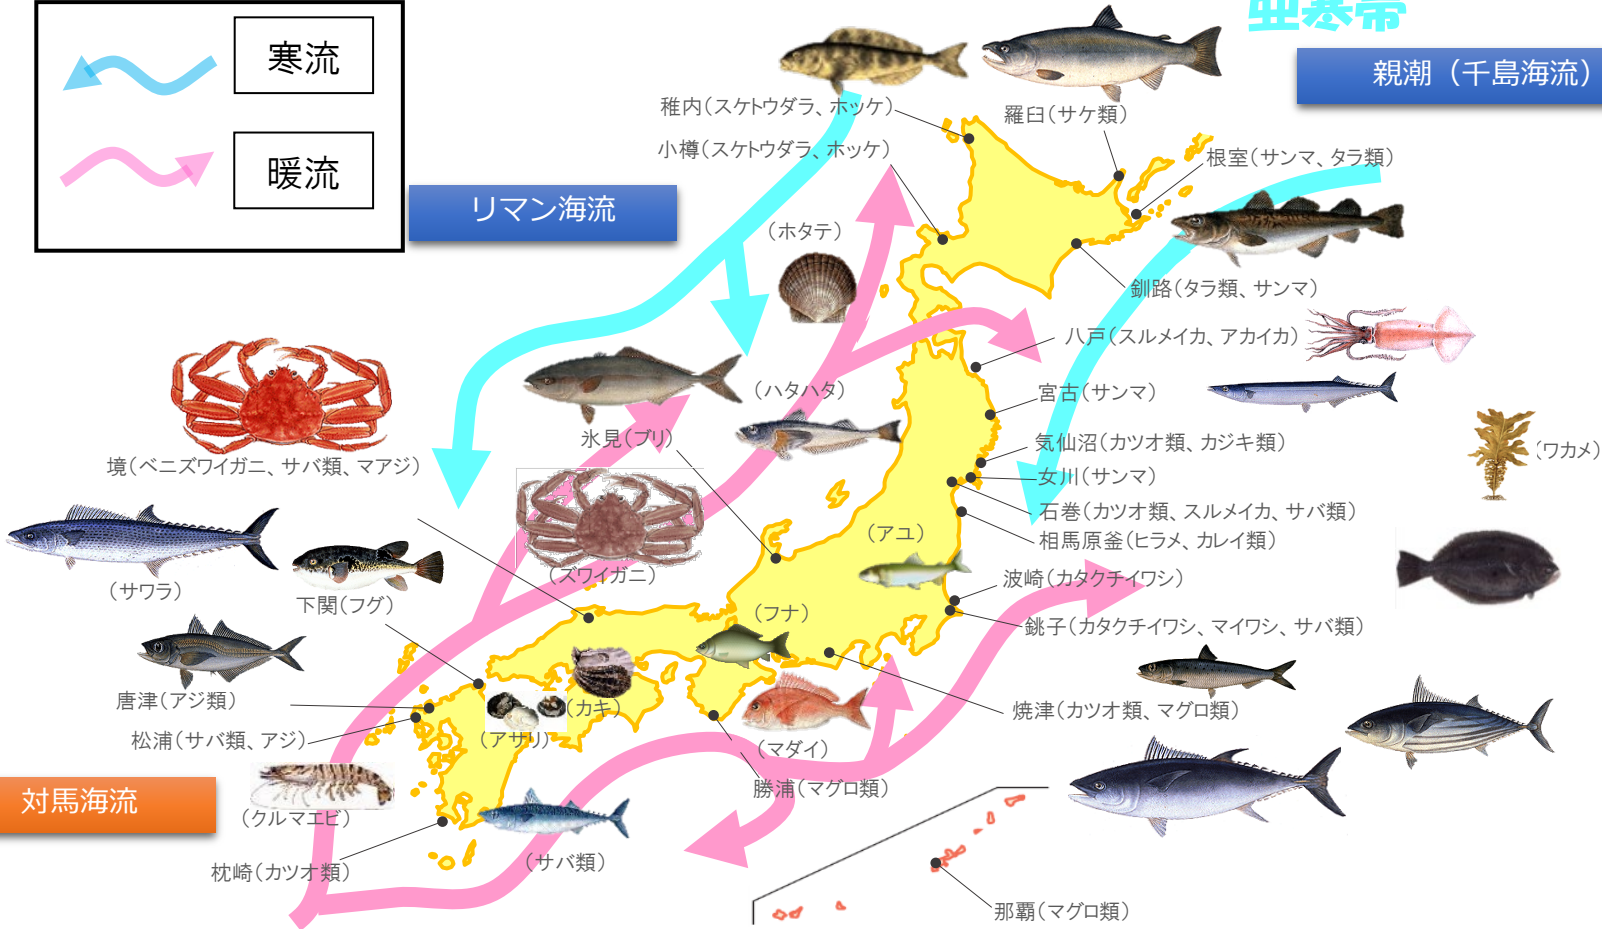 亜寒帯
寒流
親潮（千島海流）
稚内（スケトウダラ、ホッケ）
羅臼（サケ類）
小樽（スケトウダラ、ホッケ）
根室（サンマ、タラ類）
暖流
リマン海流
（ホタテ）
釧路（タラ類、サンマ）
八戸（スルメイカ、アカイカ）
（ハタハタ）
宮古（サンマ）
氷見（ブリ）
気仙沼（カツオ類、カジキ類）
（ワカメ）
境（ベニズワイガニ、サバ類、マアジ）
女川（サンマ）
石巻（カツオ類、スルメイカ、サバ類）
（アユ）
相馬原釜（ヒラメ、カレイ類）
（ズワイガニ）
波崎（カタクチイワシ）
（サワラ）
下関（フグ）
（フナ）
銚子（カタクチイワシ、マイワシ、サバ類）
唐津（アジ類）
（カキ）
焼津（カツオ類、マグロ類）
松浦（サバ類、アジ）
（アサリ）
（マダイ）
勝浦（マグロ類）
対馬海流
（クルマエビ）
（サバ類）
枕崎（カツオ類）
那覇（マグロ類）